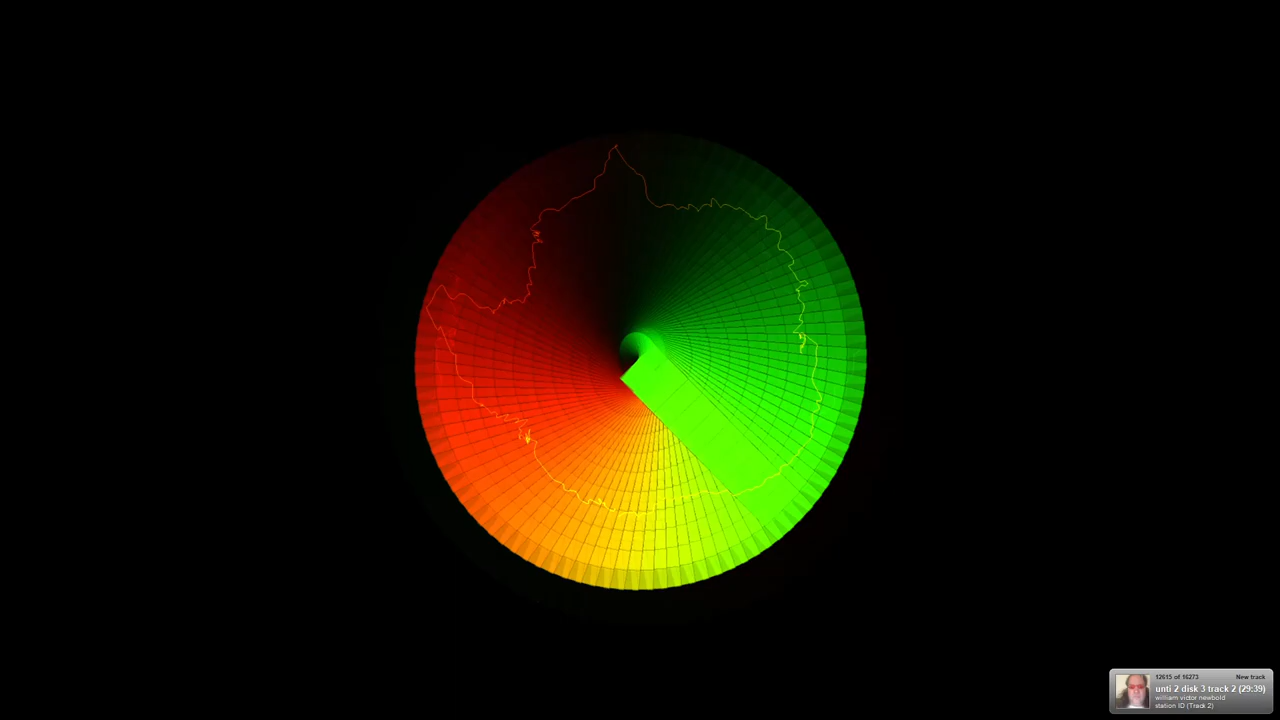 12615 of 16273 New track
unti 2 disk 3 track 2 (29:39)
william victor newbold
station ID (Track 2)